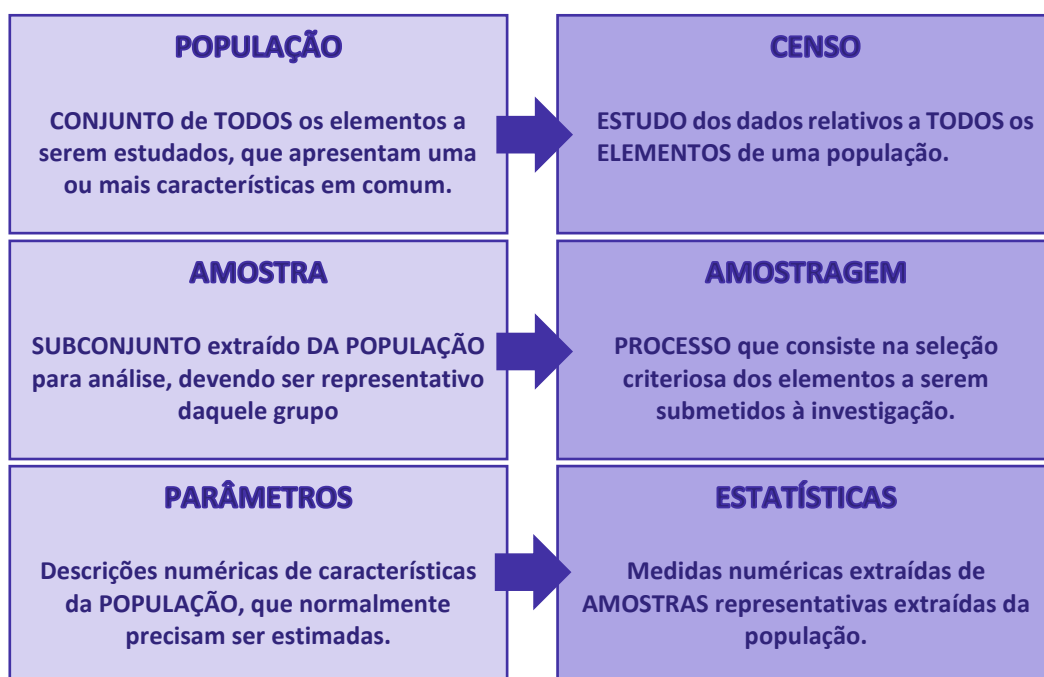 POPULAÇÃO
CONJUNTO de TODOS os elementos a
serem estudados, que apresentam uma
ou mais características em comum.
CENSO
ESTUDO dos dados relativos a TODOS os
ELEMENTOS de uma população.
AMOSTRA
SUBCONJUNTO extraído DA POPULAÇÃO
para análise, devendo ser representativo
daquele grupo
AMOSTRAGEM
PROCESSO que consiste na seleção
criteriosa dos elementos a serem
submetidos à investigação.
PARÂMETROS
Descrições numéricas de características
da POPULAÇÃO, que normalmente
precisam ser estimadas.
ESTATÍSTICAS
Medidas numéricas extraídas de
AMOSTRAS representativas extraídas da
população.